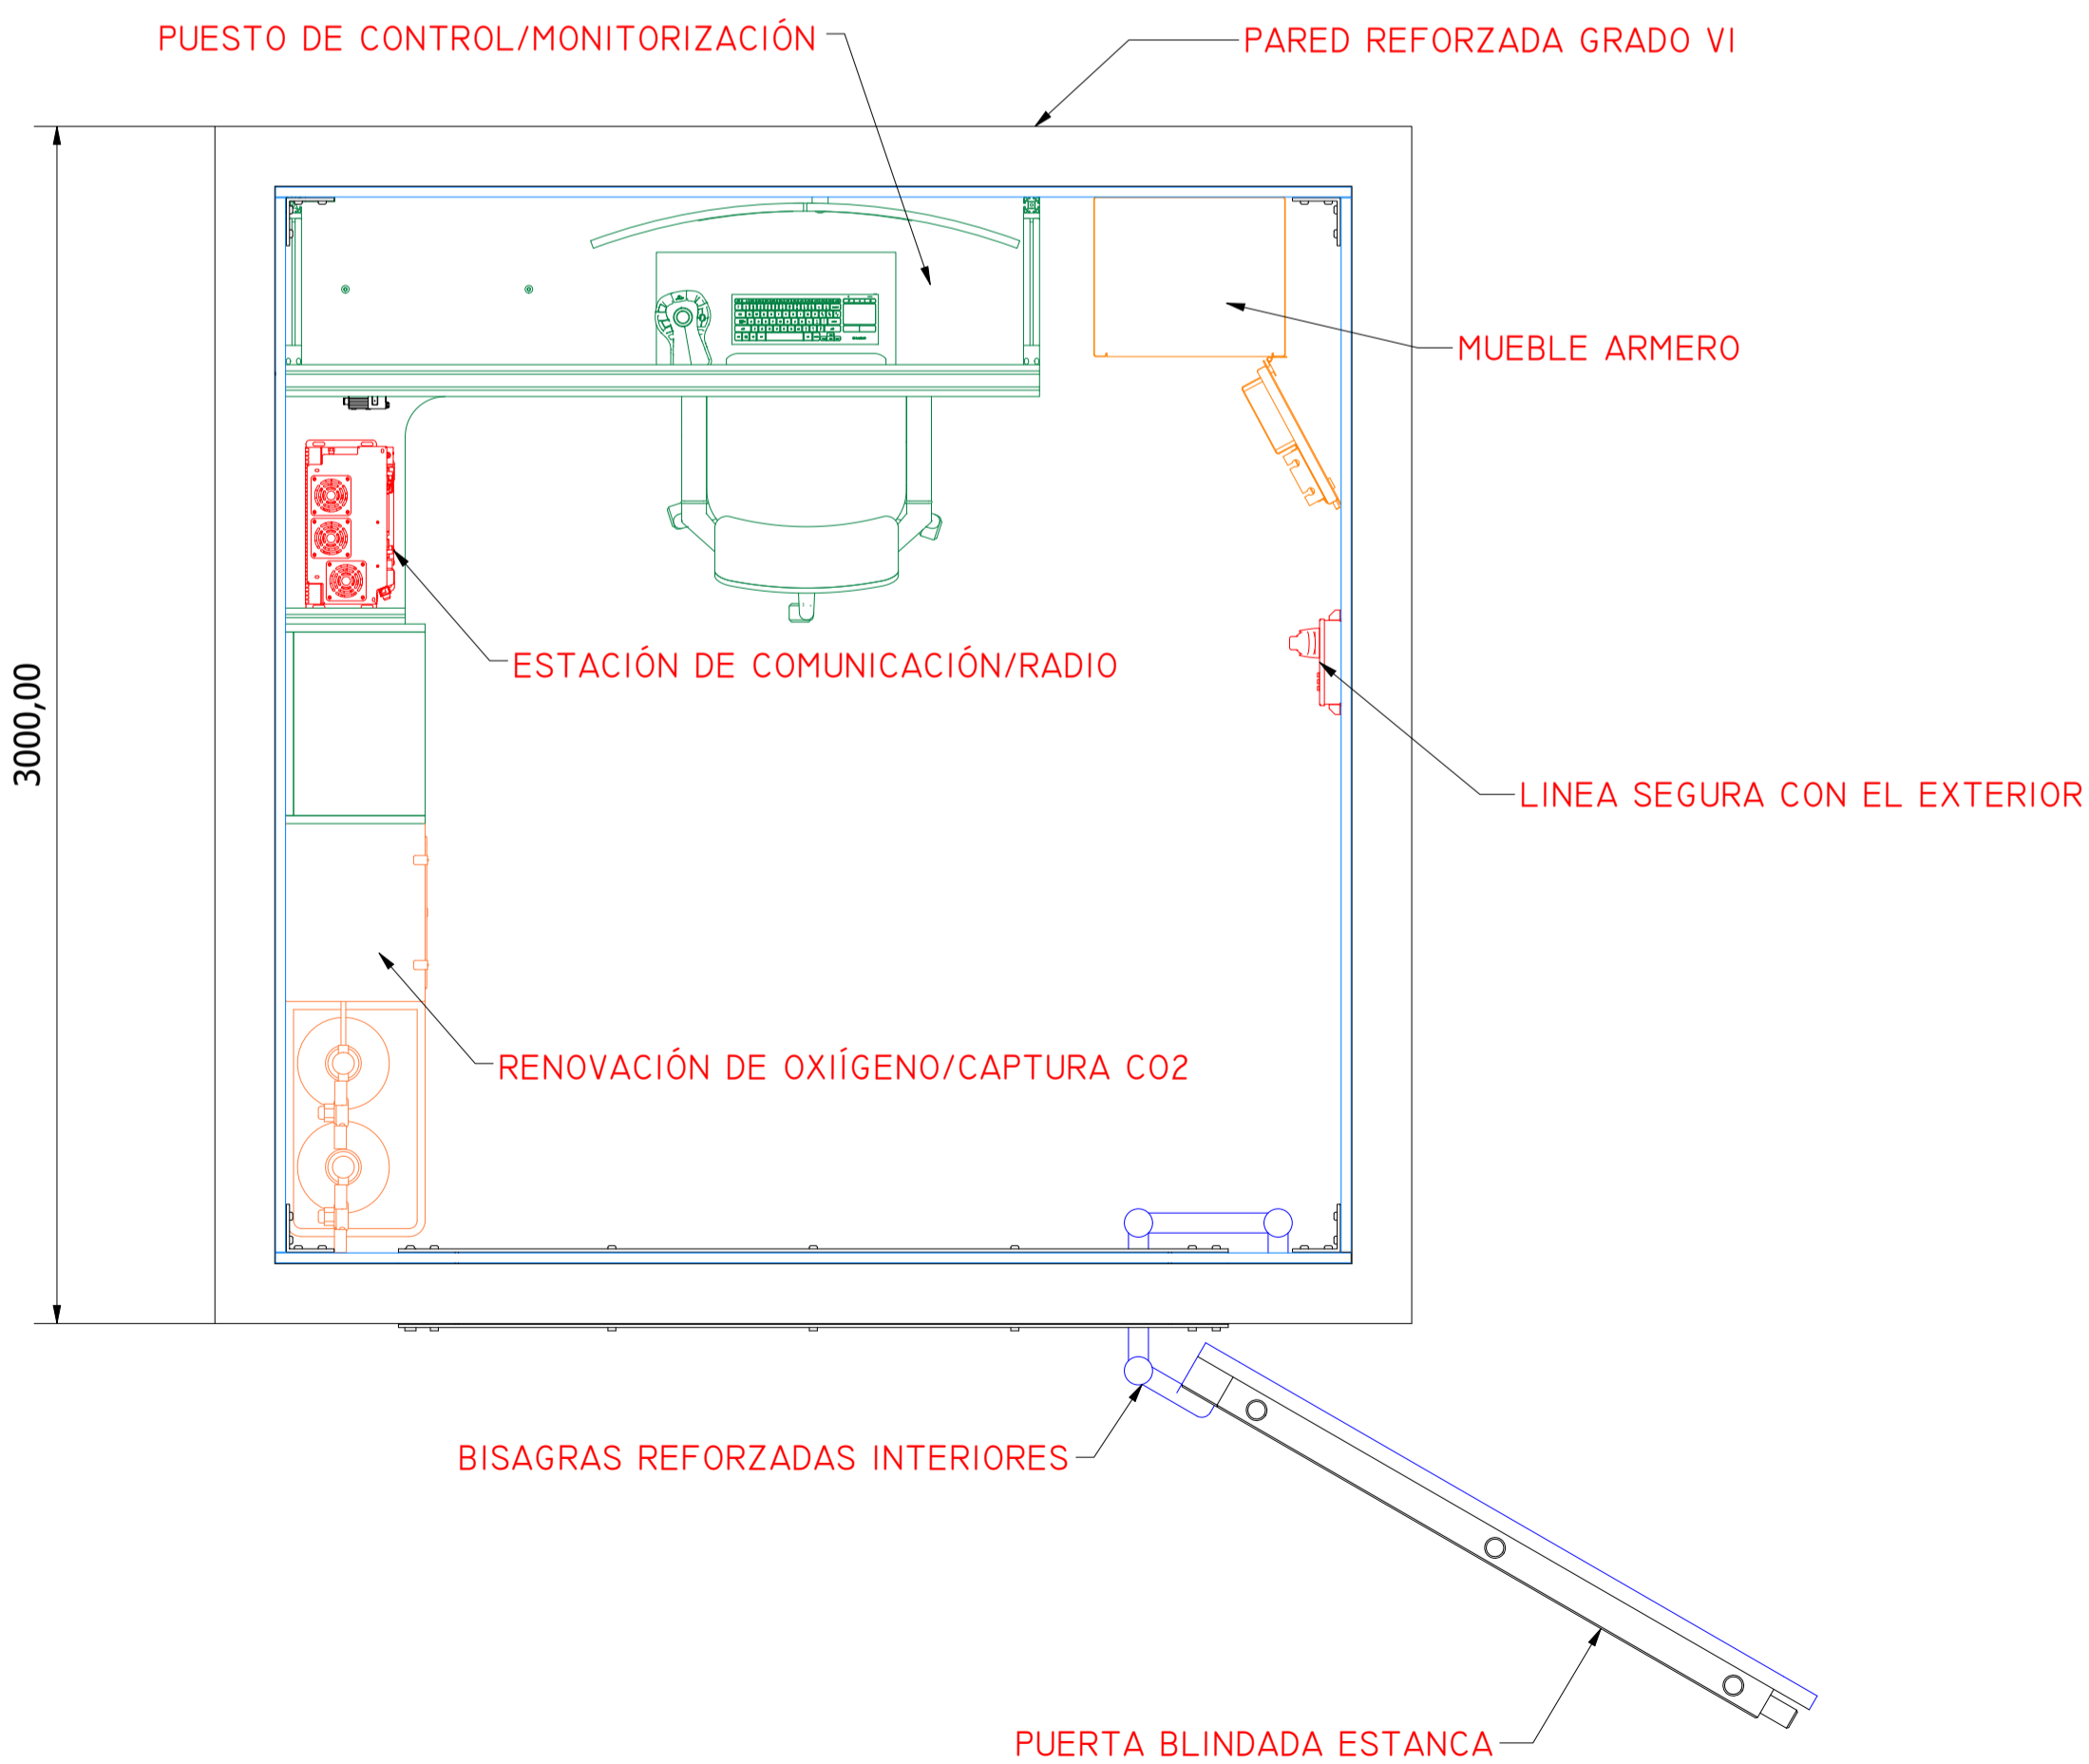 PUESTO DE CONTROL/MONITORIZACIÓN
PARED REFORZADA GRADO VI
MUEBLE ARMERO
ESTACIÓN DE COMUNICACIÓN/RADIO
3000,00
LINEA SEGURA CON EL EXTERIOR
RENOVACIÓN DE OXIÍGENO/CAPTURA CO2
BISAGRAS REFORZADAS INTERIORES
PUERTA BLINDADA ESTANCA